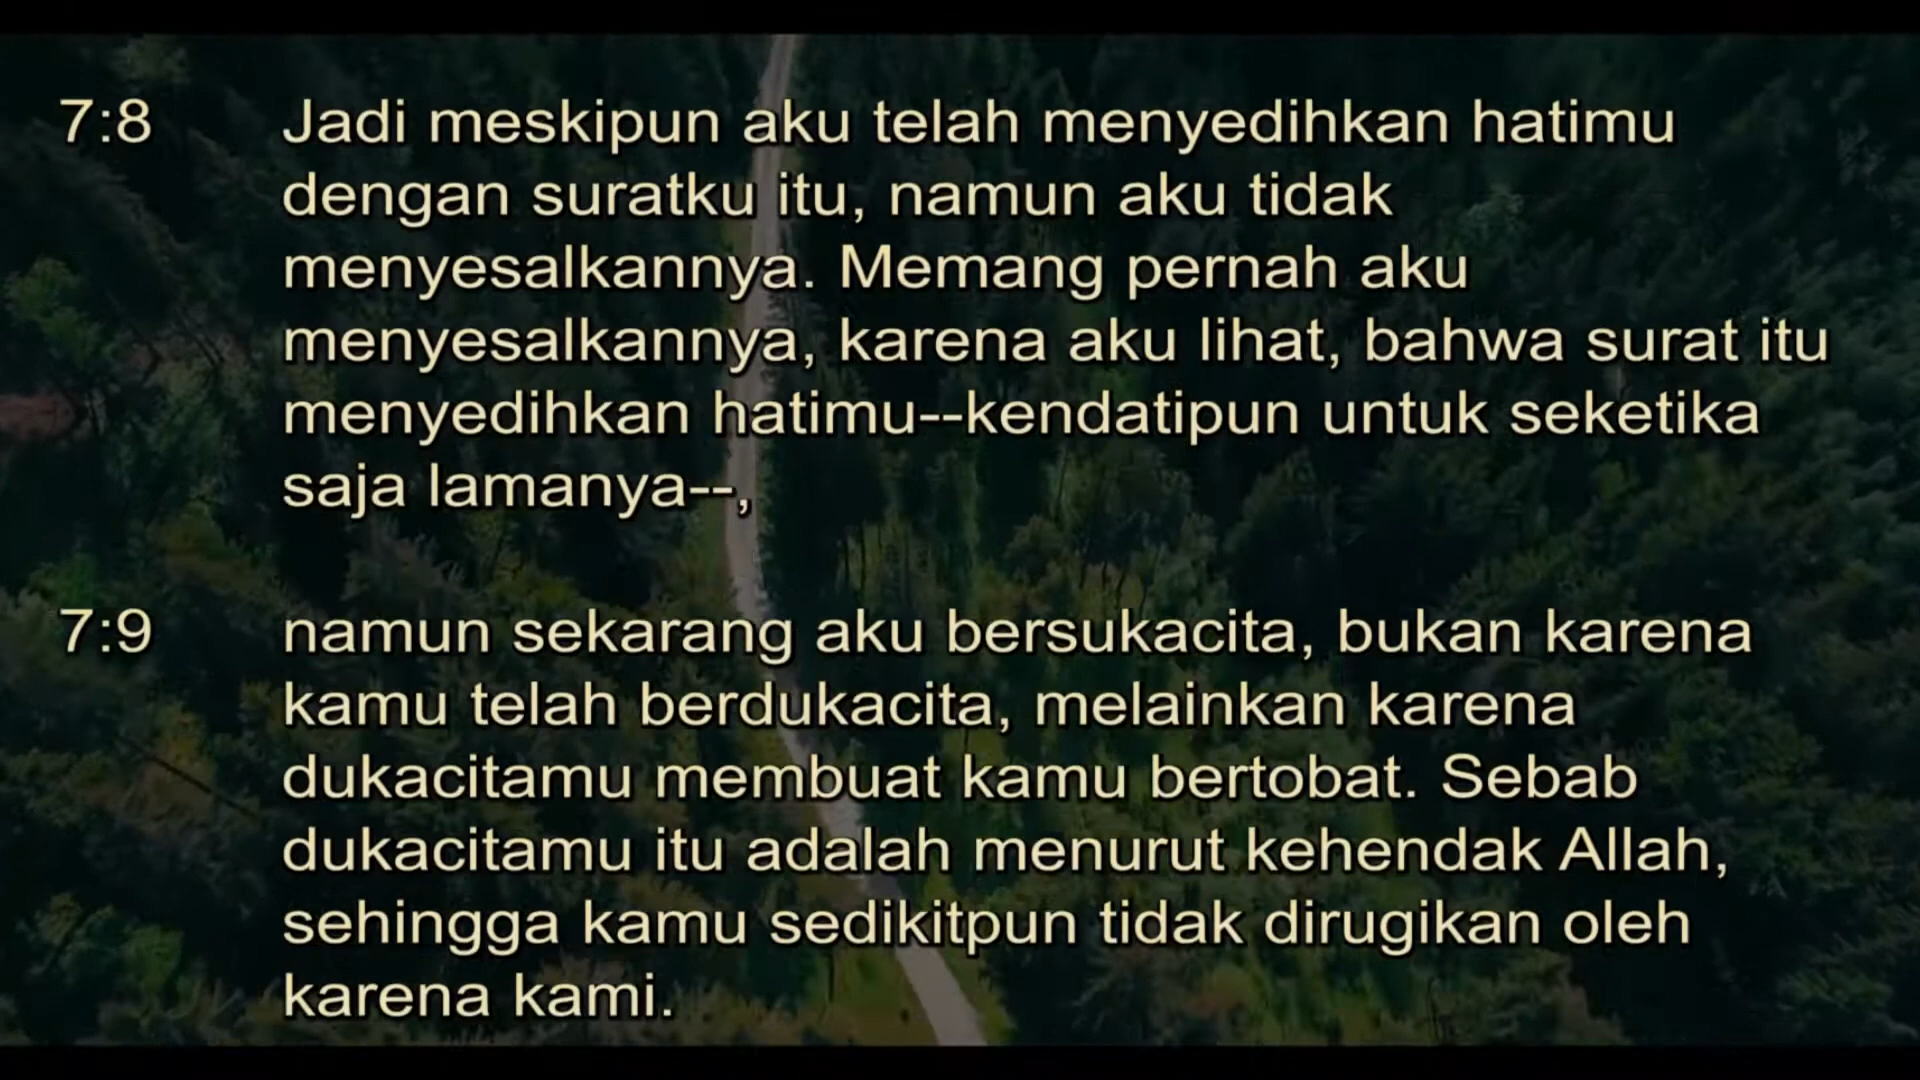 7:8 Jadi meskipun aku telah menyedihkan hatimu
dengan suratku itu, namun aku tidak
menyesalkannya. Memang pernah aku
menyesalkannya, karena aku lihat, bahwa surat itu
menyedihkan hatimu--kendatipun untuk seketika
saja lamanya--,
7:9 namun sekarang aku bersukacita, bukan karena
kamu telah berdukacita, melainkan karena
dukacitamu membuat kamu bertobat. Sebab
dukacitamu itu adalah menurut kehendak Allah,
sehingga kamu sedikitpun tidak dirugikan oleh
karena kami.